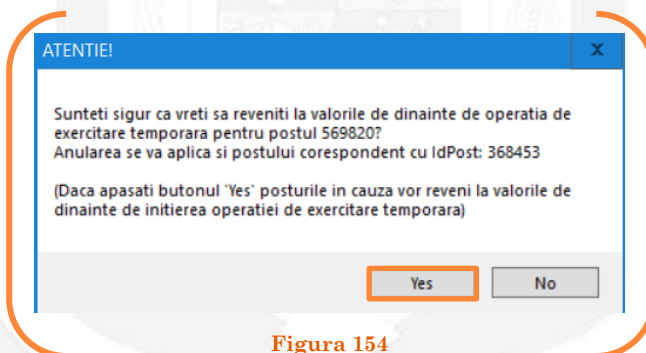 ATENTIE!
x
Sunteti sigur ca vreti sa reveniti la valorile de dinainte de operatia de
exercitare temporara pentru postul 569820?
Anularea se va aplica si postului corespondent cu IdPost: 368453
(Daca apasati butonul 'Yes' posturile in cauza vor reveni la valorile de
dinainte de initierea operatiei de exercitare temporara)
Yes
No
Figura 154